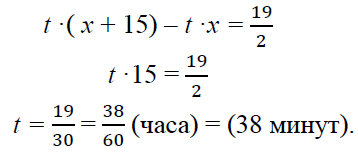 t ·( x + 15) – t ·x = 19/2
t ·15 = 19/2
t = 19/30 = 38/60 (часа) = (38 минут).